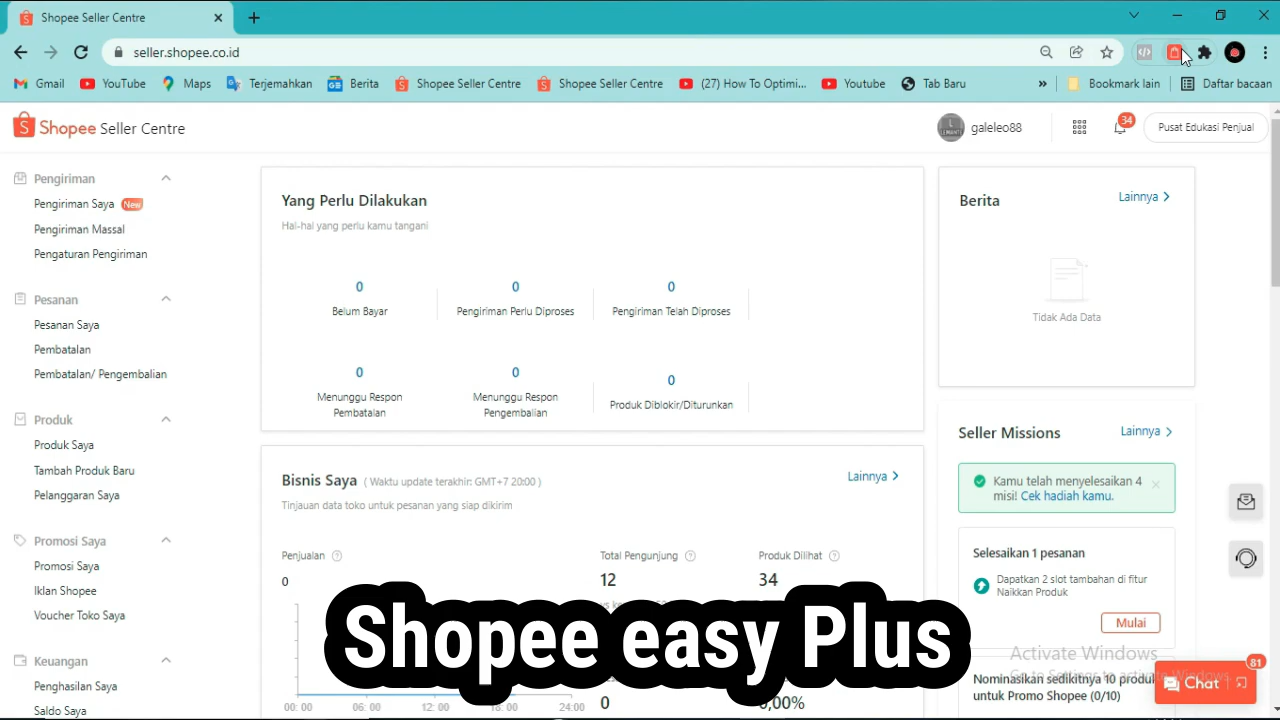 Shopee Seller Centre
seller.shopee.co.id
Gmail
YouTube
Maps
Terjemahkan
Berita
Shopee Seller Centre
Shopee Seller Centre
(27) How To Optimi...
Youtube
Tab Baru
»
Bookmark lain
Daftar bacaan
Shopee Seller Centre
galeleo88
34
Pusat Edukasi Penjual
Pengiriman
Pengiriman Saya New
Pengiriman Massal
Pengaturan Pengiriman
Pesanan
Pesanan Saya
Pembatalan
Pembatalan/ Pengembalian
Produk
Produk Saya
Tambah Produk Baru
Pelanggaran Saya
Promosi Saya
Promosi Saya
Iklan Shopee
Voucher Toko Saya
Keuangan
Penghasilan Saya
Saldo Saya
Yang Perlu Dilakukan
Hal-hal yang perlu kamu tangani
0
Belum Bayar
0
Pengiriman Perlu Diproses
0
Pengiriman Telah Diproses
0
Menunggu Respon
Pembatalan
0
Menunggu Respon
Pengembalian
0
Produk Diblokir/Diturunkan
Bisnis Saya ( Waktu update terakhir: GMT+7 20:00 )
Lainnya
Tinjauan data toko untuk pesanan yang siap dikirim
Penjualan
0
Total Pengunjung
12
Produk Dilihat
34
00: 00 06: 00 12: 00 24:00
0
0,00%
Berita
Lainnya
Tidak Ada Data
Seller Missions
Lainnya
Kamu telah menyelesaikan 4
misi! Cek hadiah kamu.
Selesaikan 1 pesanan
Dapatkan 2 slot tambahan di fitur
Naikkan Produk
Mulai
Nominasikan sedikitnya 10 produk
untuk Promo Shopee (0/10)
Activate Windows
Chat
81
Shopee easy Plus